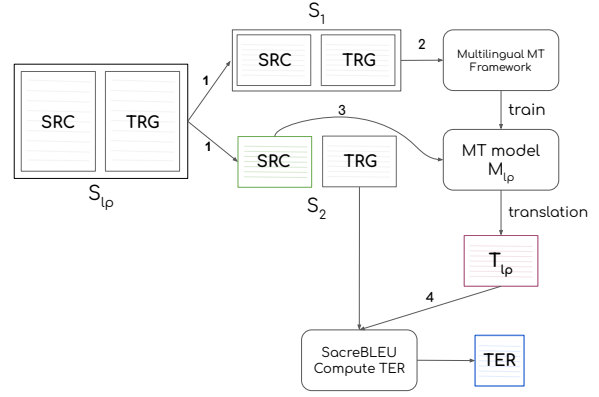 S1
SRC
TRG
2
Multilingual MT
Framework
1
train
SRC
TRG
3
1
SRC
TRG
MT model
Mlp
Slp
S2
translation
Tlp
4
SacreBLEU
Compute TER
TER